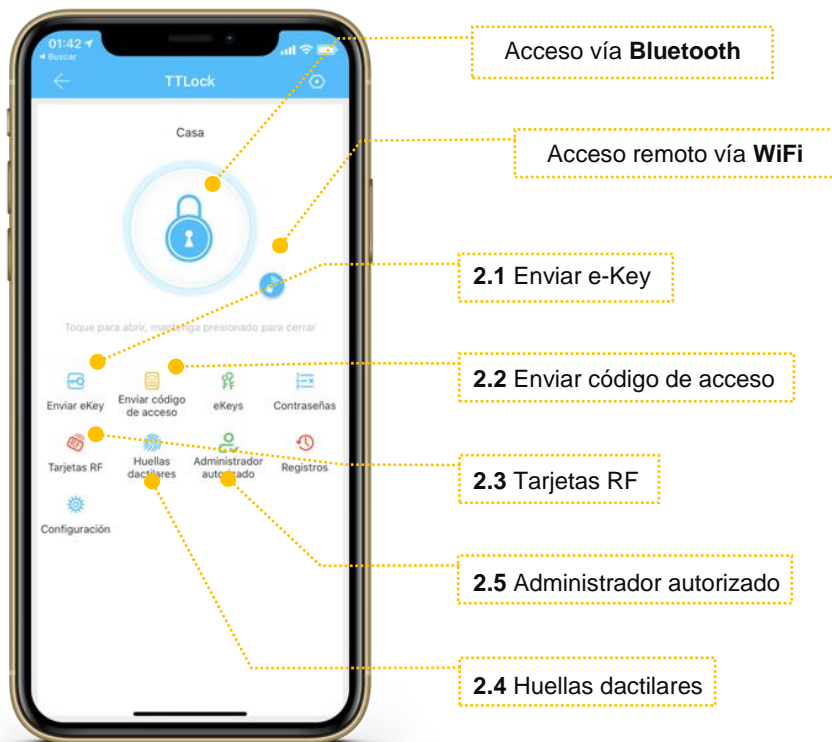 01:42
Buscar
TTLock
Casa
Toque para abrir, mantenga presionado para cerrar
Enviar eKey
Enviar código
de acceso
eKeys
Contraseñas
Tarjetas RF
Huellas
dactilares
Administrador
autorizado
Registros
Configuración
Acceso vía Bluetooth
Acceso remoto vía WiFi
2.1 Enviar e-Key
2.2 Enviar código de acceso
2.3 Tarjetas RF
2.5 Administrador autorizado
2.4 Huellas dactilares